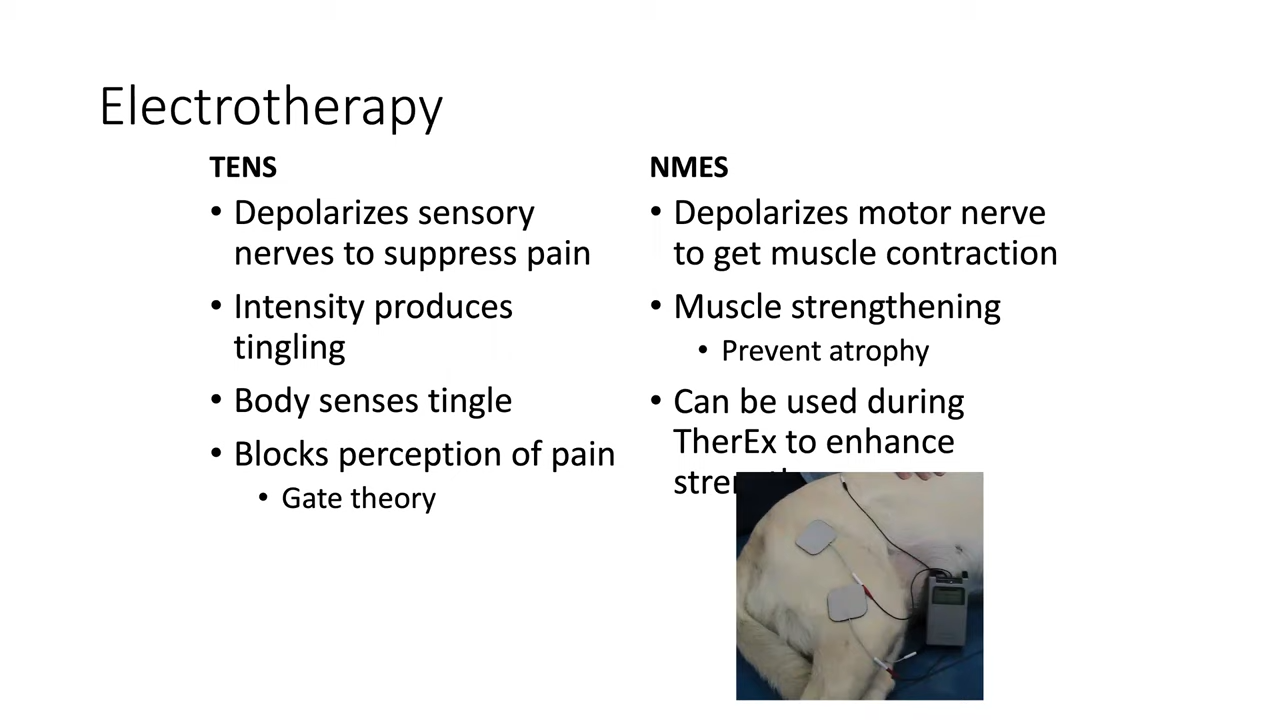 Electrotherapy
TENS
• Depolarizes sensory
nerves to suppress pain
• Intensity produces
tingling
• Body senses tingle
• Blocks perception of pain
• Gate theory
NMES
• Depolarizes motor nerve
to get muscle contraction
• Muscle strengthening
• Prevent atrophy
• Can be used during
TherEx to enhance